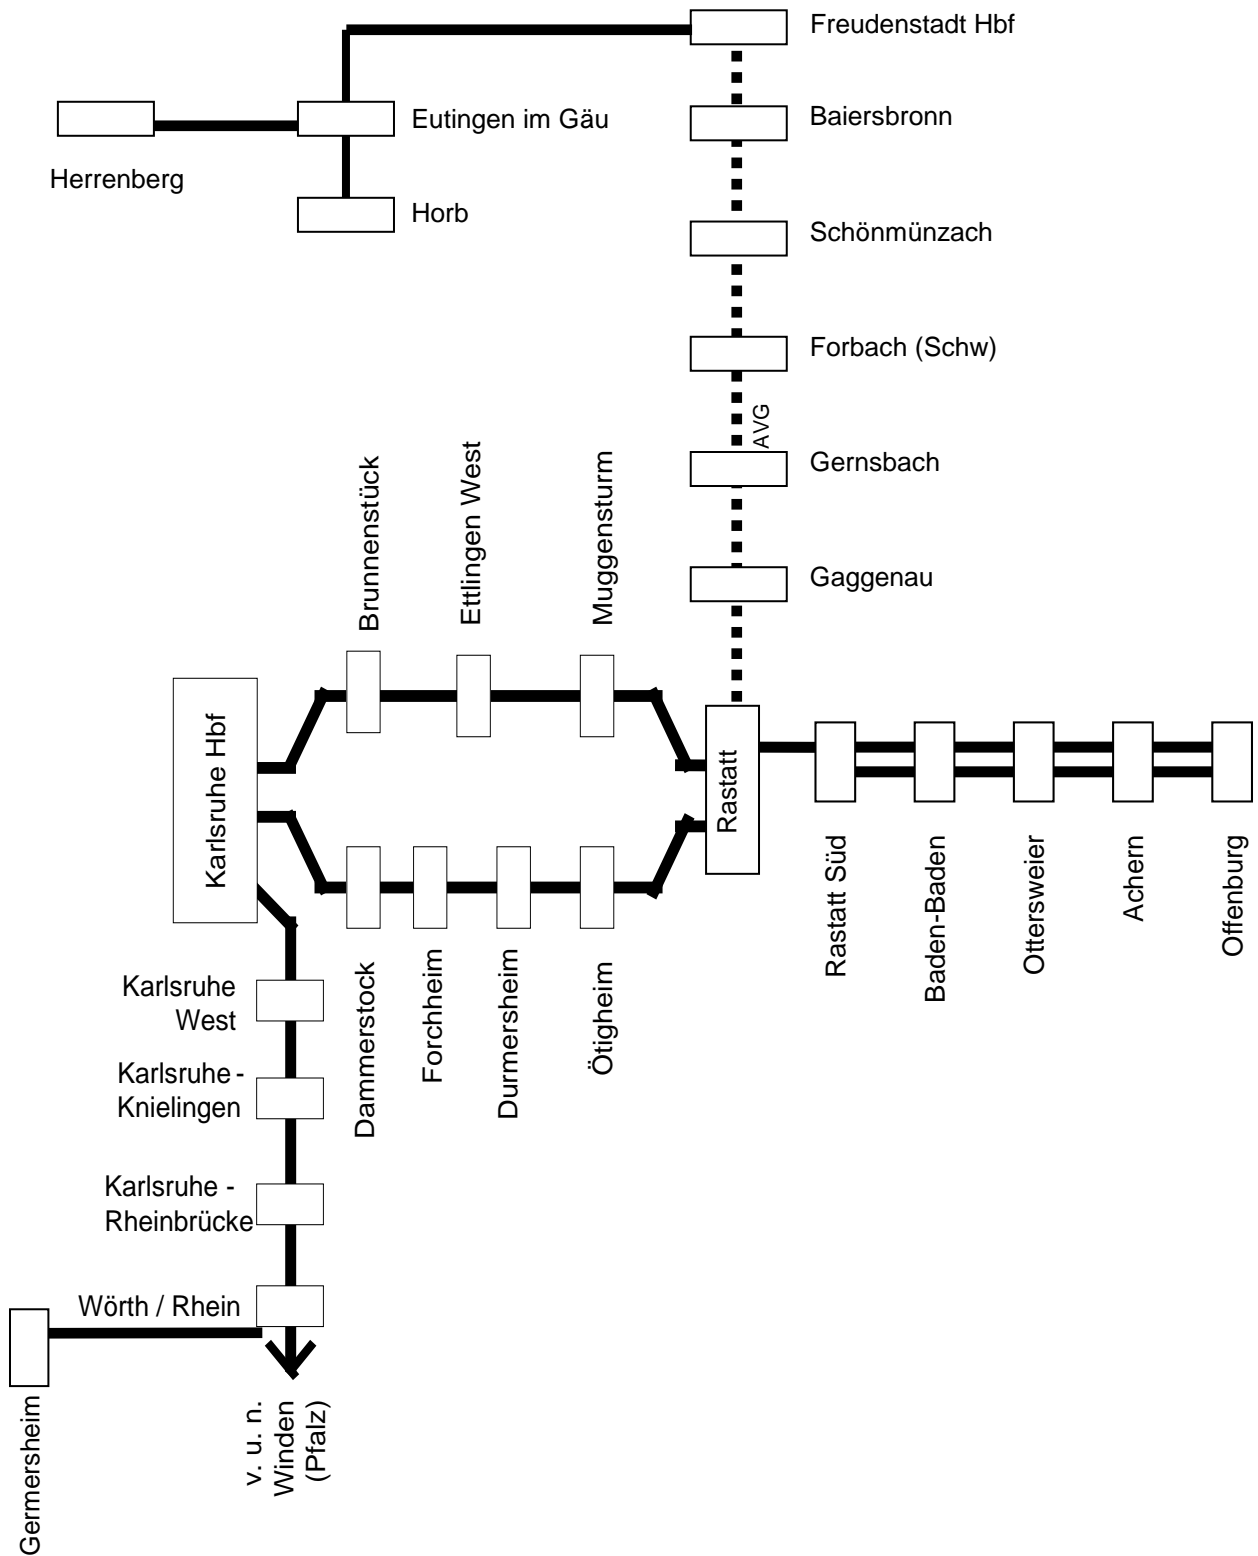 Freudenstadt Hbf
Baiersbronn
Eutingen im Gäu
Herrenberg
Horb
Schönmünzach
Forbach (Schw)
AVG
Gernsbach
Gaggenau
Brunnenstück
Ettlingen West
Muggensturm
Karlsruhe Hbf
Rastatt
Rastatt Süd
Baden-Baden
Ottersweier
Achern
Offenburg
Dammerstock
Forchheim
Durmersheim
Ötigheim
Karlsruhe
West
Karlsruhe -
Knielingen
Karlsruhe -
Rheinbrücke
Wörth / Rhein
Germersheim
v. u. n.
Winden
(Pfalz)